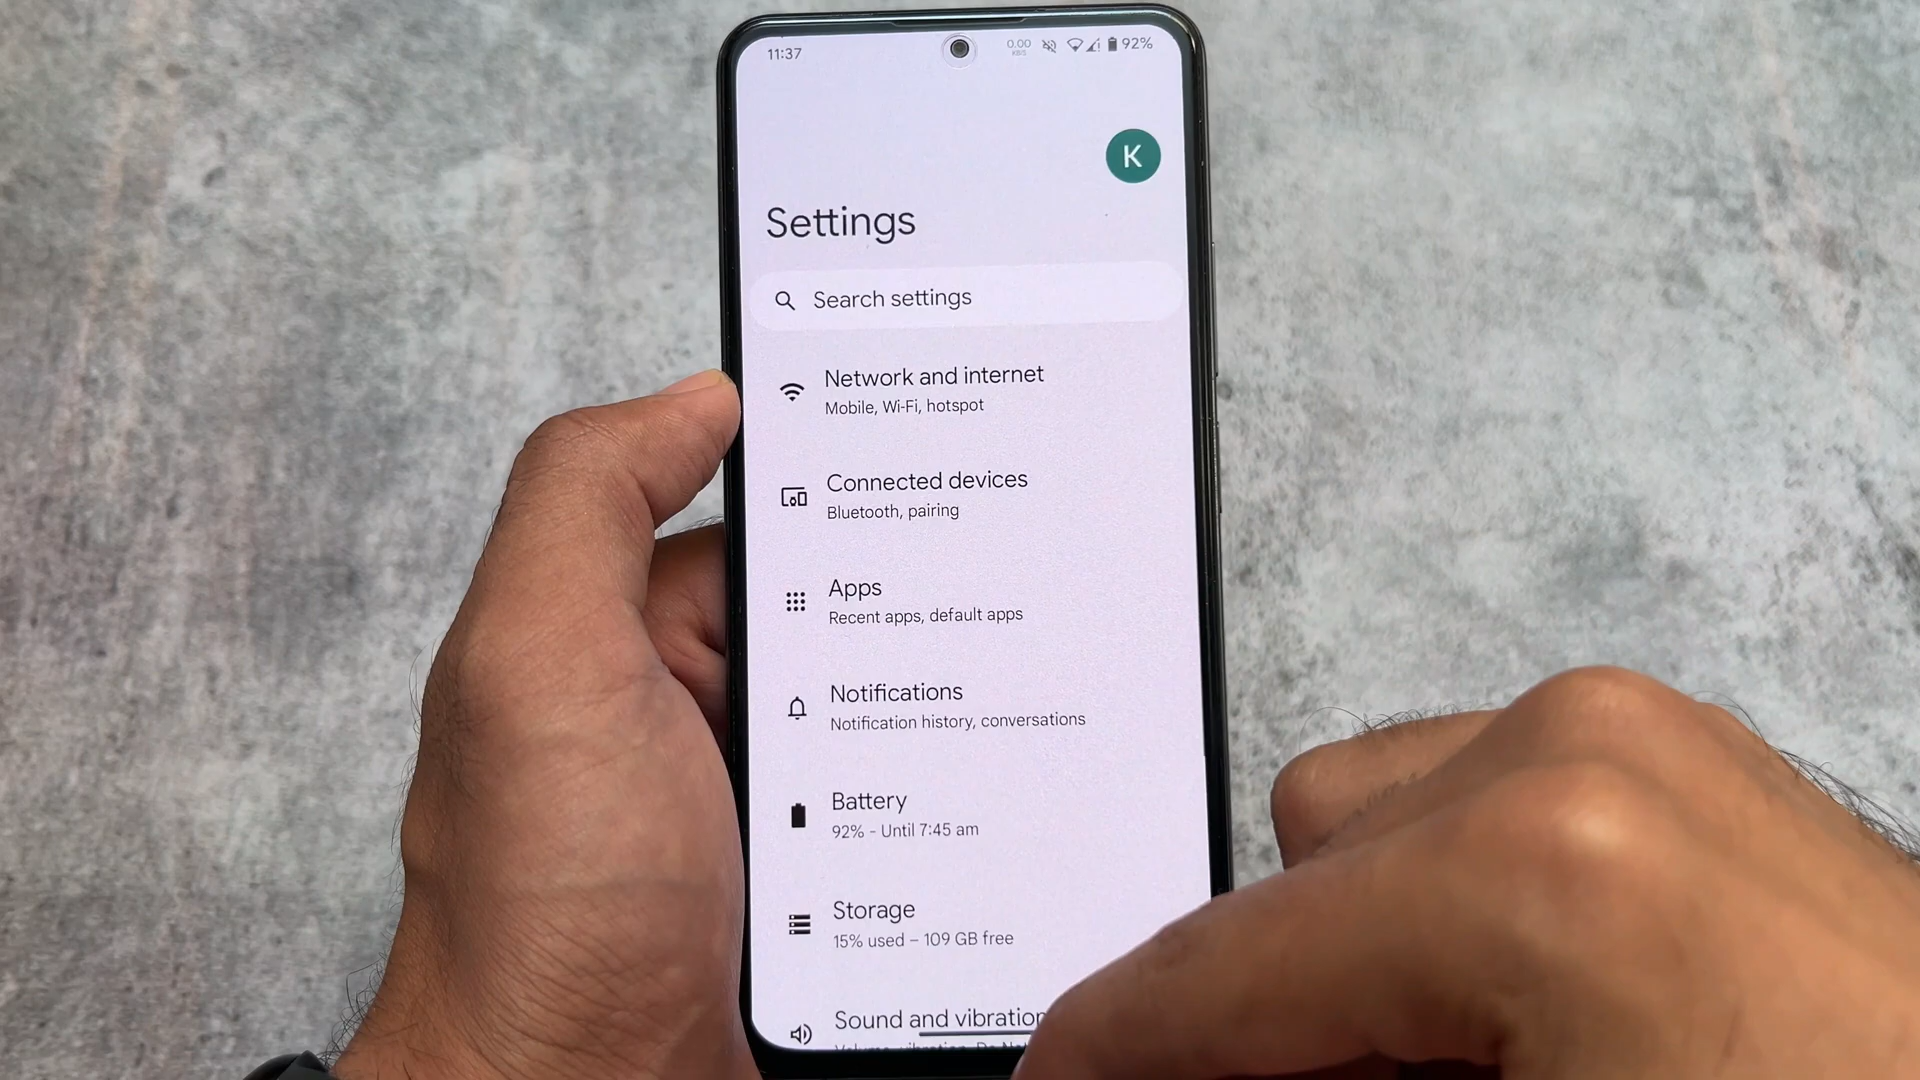 11:37
0.00
KB/S
92%
K
Settings
Search settings
Network and internet
Mobile, Wi-Fi, hotspot
Connected devices
Bluetooth, pairing
Apps
Recent apps, default apps
Notifications
Notification history, conversations
Battery
92% - Until 7:45 am
Storage
15% used – 109 GB free
Sound and vibration